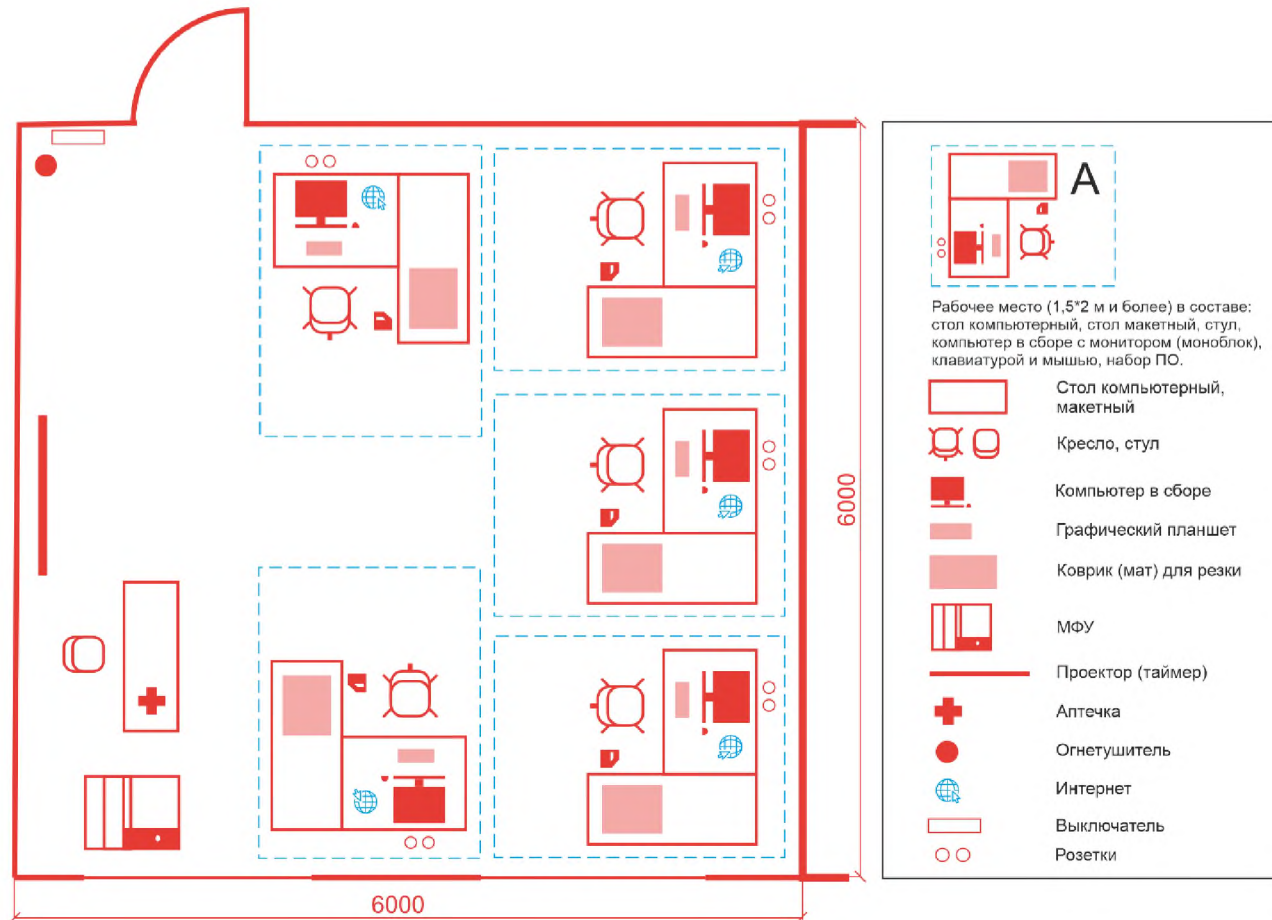 6000
6000
А
Рабочее место (1,5*2 м и более) в составе:
стол компьютерный, стол макетный, стул,
компьютер в сборе с монитором (моноблок),
клавиатурой и мышью, набор ПО.
Стол компьютерный,
макетный
Кресло, стул
Компьютер в сборе
Графический планшет
Коврик (мат) для резки
МФУ
Проектор (таймер)
Аптечка
Огнетушитель
Интернет
Выключатель
Розетки